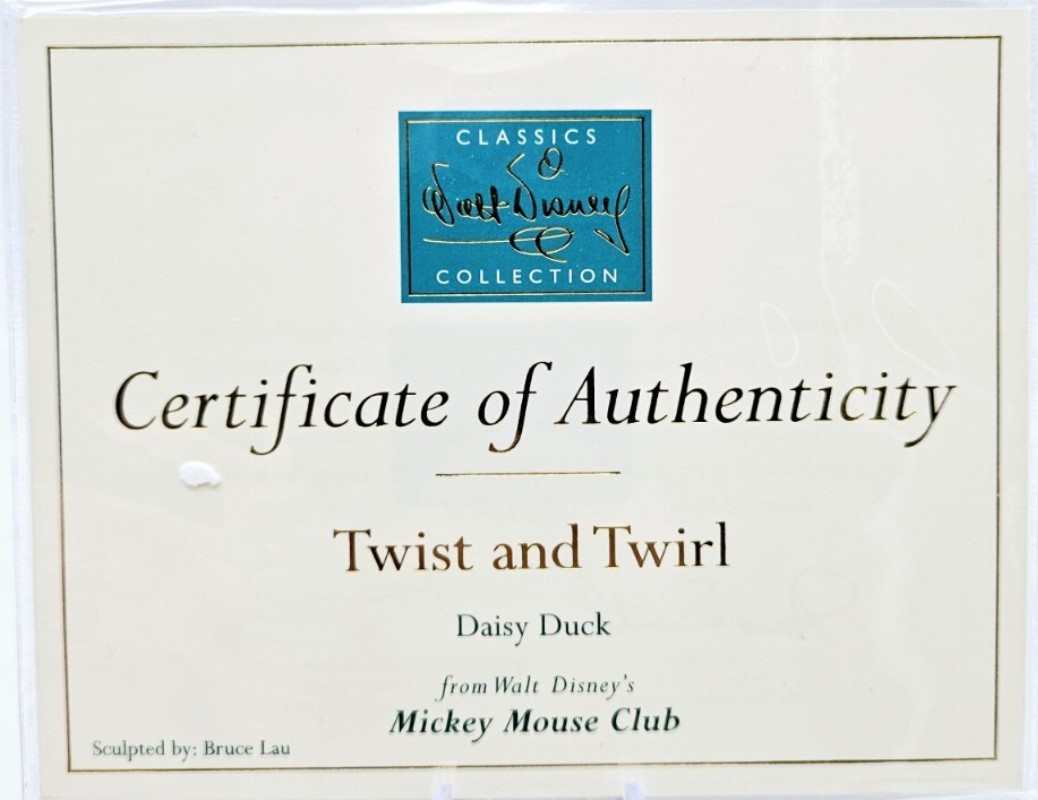 CLASSICS
Walt Disney
COLLECTION
Certificate of Authenticity
Twist and Twirl
Daisy Duck
from Walt Disney's
Mickey Mouse Club
Sculpted by: Bruce Lau